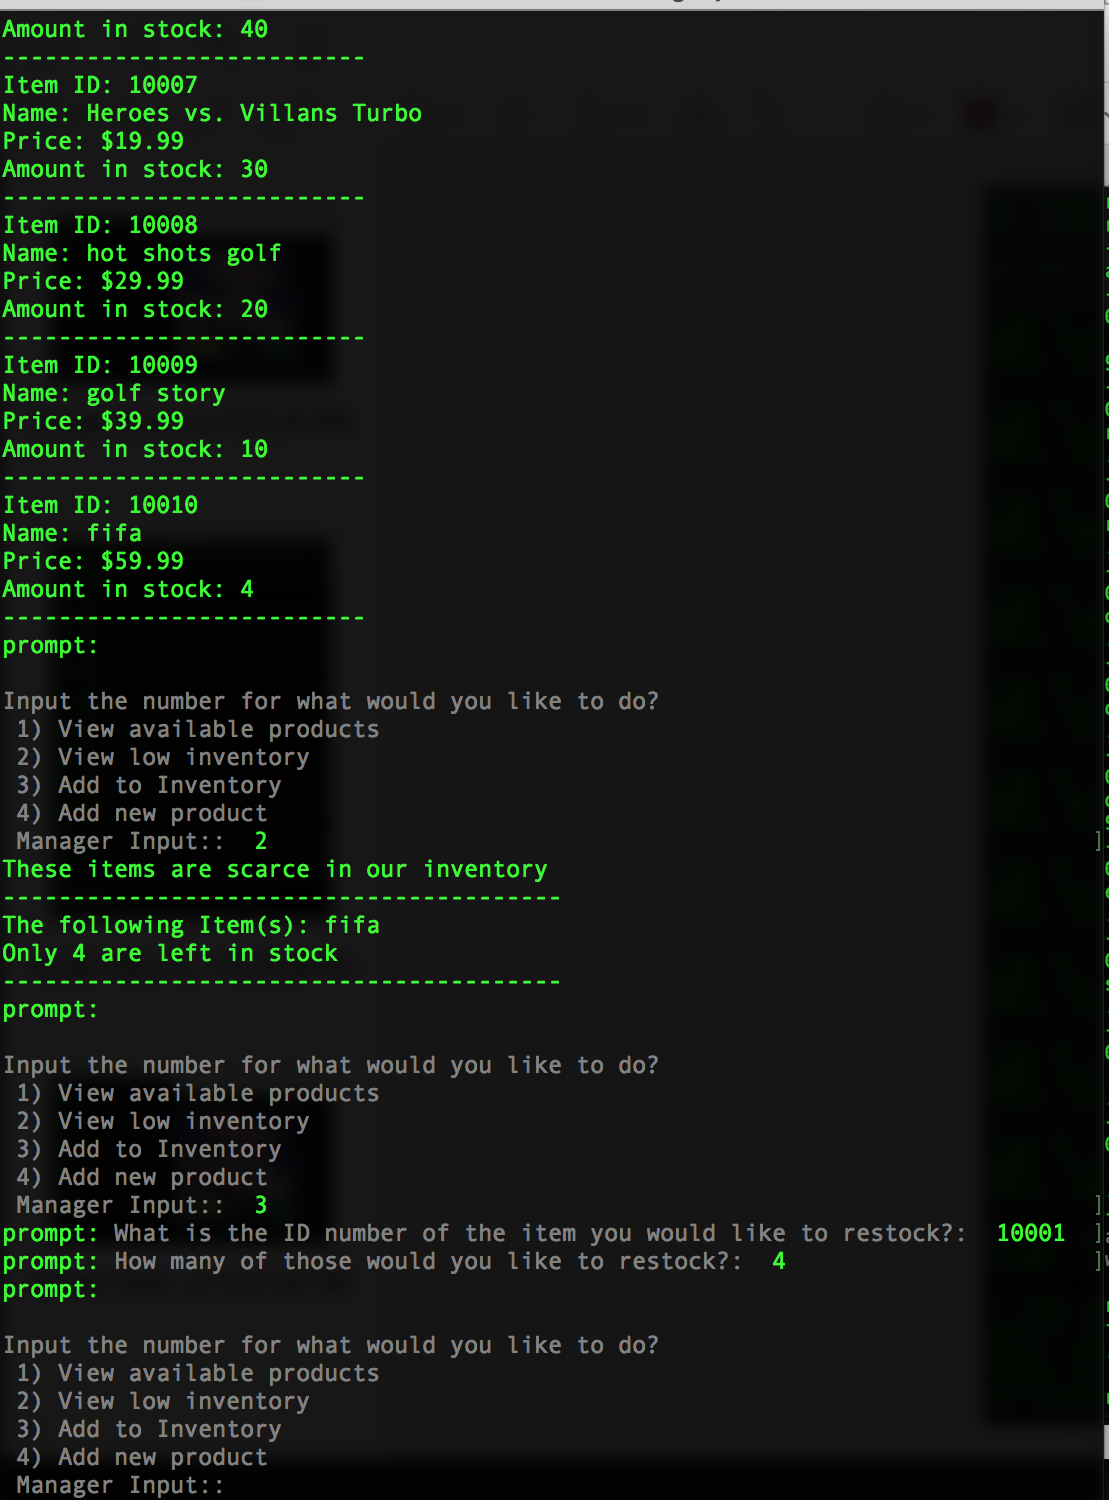 Amount in stock: 40
--------------------------
Item ID: 10007
Name: Heroes vs. Villans Turbo
Price: $19.99
Amount in stock: 30
--------------------------
Item ID: 10008
Name: hot shots golf
Price: $29.99
Amount in stock: 20
--------------------------
Item ID: 10009
Name: golf story
Price: $39.99
Amount in stock: 10
--------------------------
Item ID: 10010
Name: fifa
Price: $59.99
Amount in stock: 4
--------------------------
prompt:
Input the number for what would you like to do?
1) View available products
2) View low inventory
3) Add to Inventory
4) Add new product
Manager Input::  2 ]
These items are scarce in our inventory
----------------------------------------
The following Item(s): fifa
Only 4 are left in stock
----------------------------------------
prompt:
Input the number for what would you like to do?
1) View available products
2) View low inventory
3) Add to Inventory
4) Add new product
Manager Input::  3 ]
prompt: What is the ID number of the item you would like to restock?:  10001 ]
prompt: How many of those would you like to restock?:  4 ]
prompt:
Input the number for what would you like to do?
1) View available products
2) View low inventory
3) Add to Inventory
4) Add new product
Manager Input::